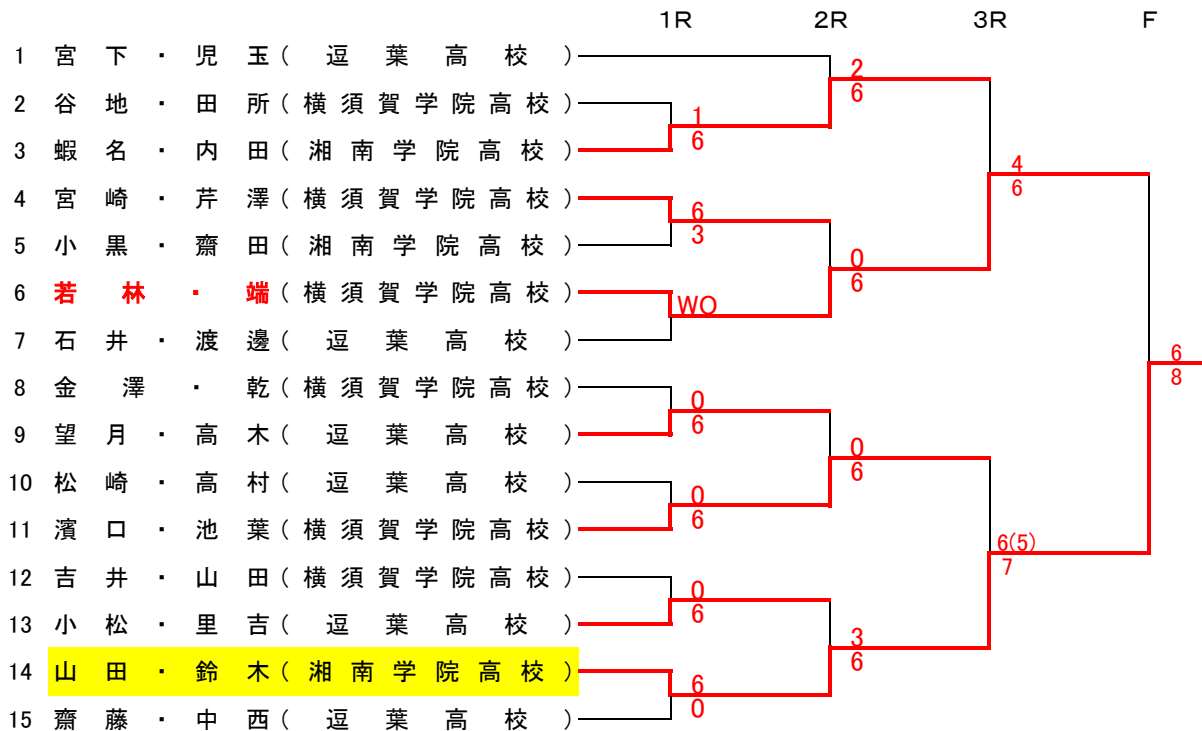 1R 2R 3R F
1 宮下・児玉(逗葉高校)
2
6
2 谷地・田所(横須賀学院高校)
1
6
3 蝦名・内田(湘南学院高校)
4
6
4 宮崎・芹澤(横須賀学院高校)
6
3
5 小黒・齋田(湘南学院高校)
0
6
6 若林・端(横須賀学院高校)
WO
7 石井・渡邊(逗葉高校)
6
8
8 金澤・乾(横須賀学院高校)
0
6
9 望月・高木(逗葉高校)
0
6
10 松崎・高村(逗葉高校)
0
6
11 濱口・池葉(横須賀学院高校)
6(5)
7
12 吉井・山田(横須賀学院高校)
0
6
13 小松・里吉(逗葉高校)
3
6
14 山田・鈴木(湘南学院高校)
6
0
15 齋藤・中西(逗葉高校)